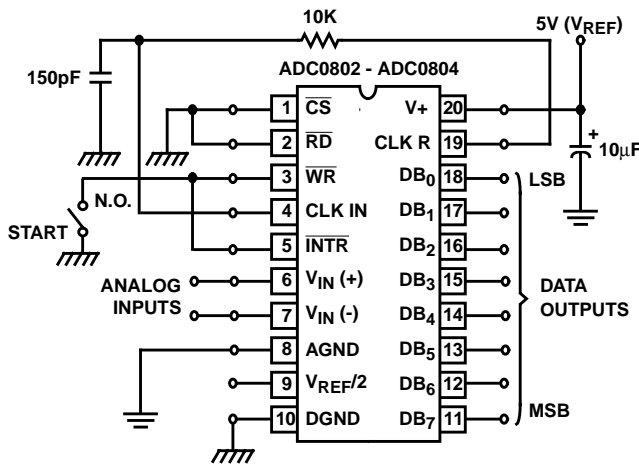 10K
5V (VREF)
150pF
ADC0802 - ADC0804
1 CS V+ 20
2 RD CLK R 19
+
10µF
3 WR DB0 18 LSB
N.O.
START
4 CLK IN DB1 17
5 INTR DB2 16
ANALOG
INPUTS
6 VIN (+) DB3 15
DATA
OUTPUTS
7 VIN (-) DB4 14
8 AGND DB5 13
9 VREF/2 DB6 12
10 DGND DB7 11 MSB